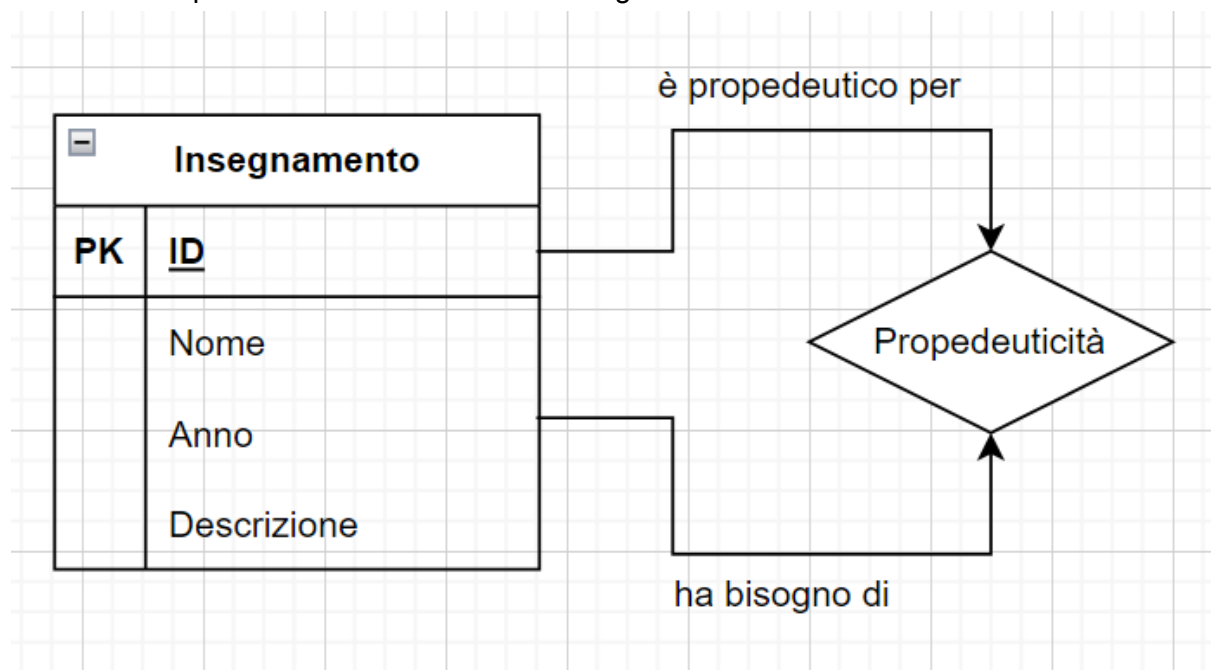 è propedeutico per
Insegnamento
PK ID
Nome
Anno
Descrizione
Propedeuticità
ha bisogno di